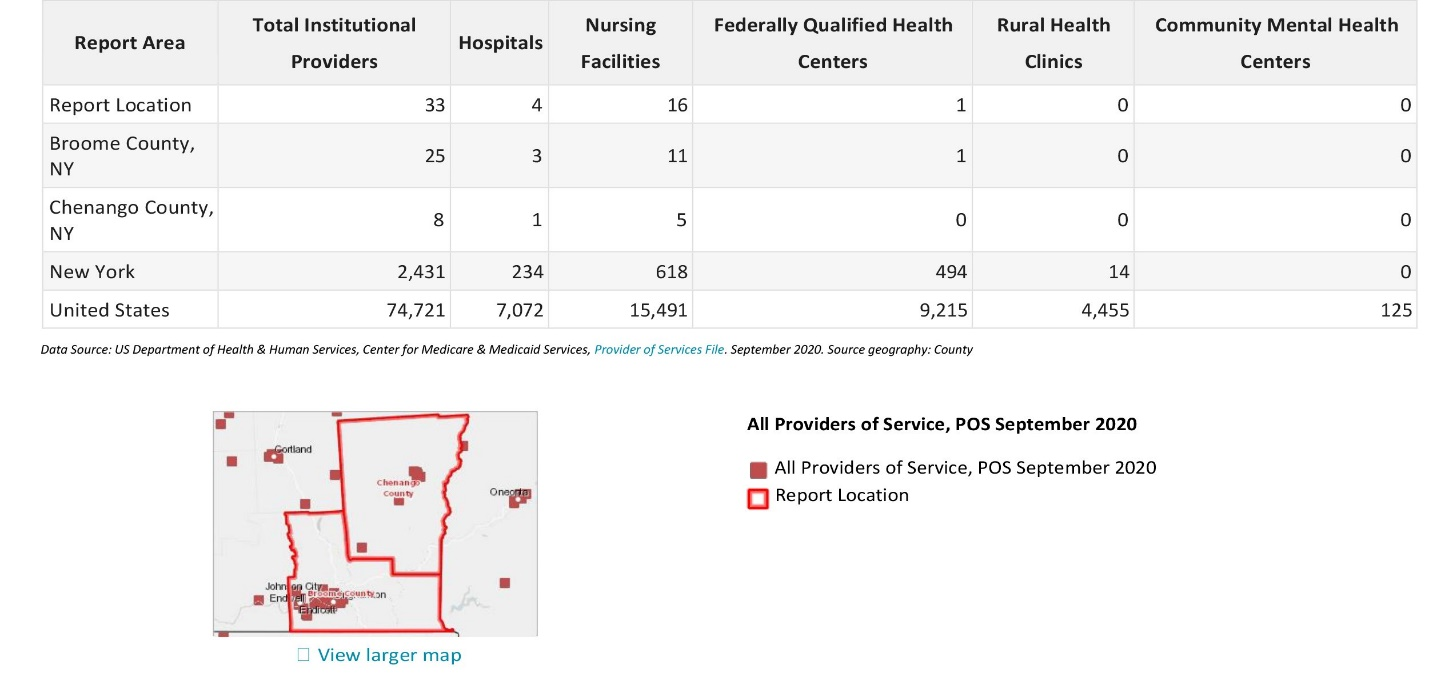 Report Area Total Institutional Providers Hospitals Nursing Facilities Federally Qualified Health Centers Rural Health Clinics Community Mental Health Centers
Report Location 33 4 16 1 0 0
Broome County, NY 25 3 11 1 0 0
Chenango County, NY 8 1 5 0 0 0
New York 2,431 234 618 494 14 0
United States 74,721 7,072 15,491 9,215 4,455 125
Data Source: US Department of Health & Human Services, Center for Medicare & Medicaid Services, Provider of Services File. September 2020. Source geography: County
All Providers of Service, POS September 2020
All Providers of Service, POS September 2020
Report Location
Cortland
Chenango
County
Oneonta
Johnson City
Endwell
Broome County
Endicott
View larger map